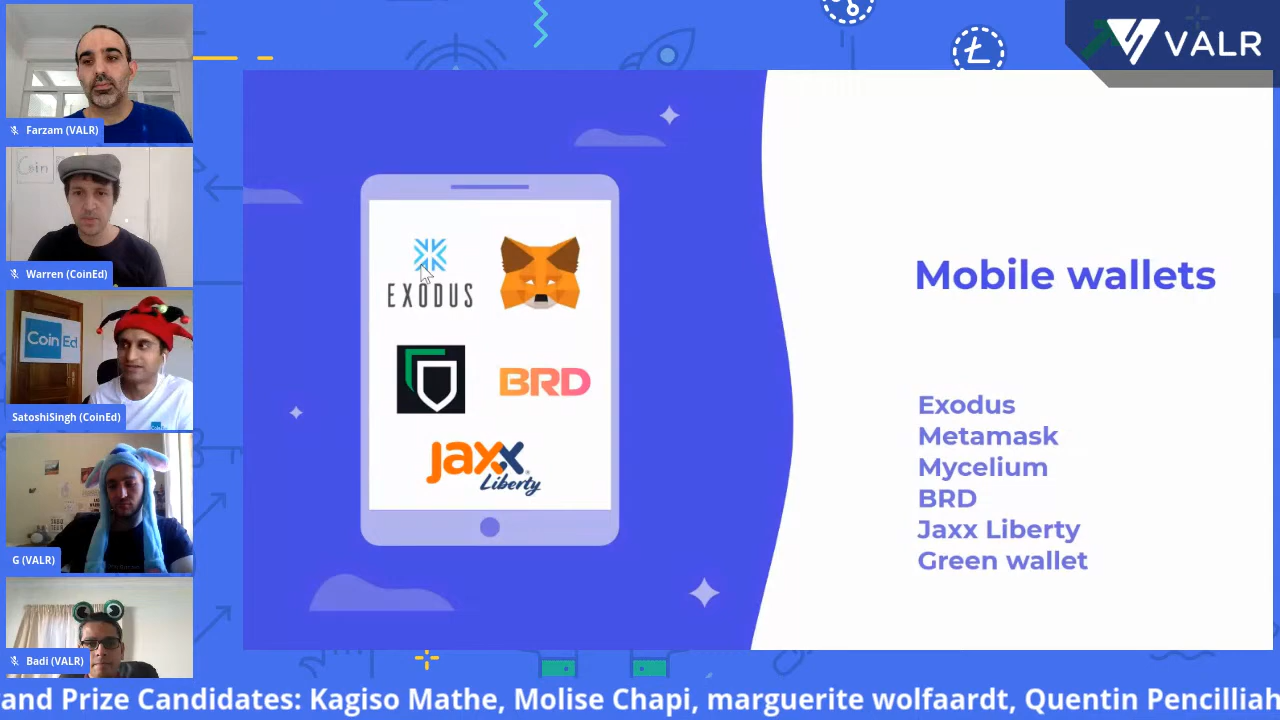 VALR
Farzam (VALR)
Coin
Warren (CoinEd)
CoinEd
SatoshiSingh (CoinEd)
G (VALR)
Badi (VALR)
EXODUS
BRD
jaxx
Liberty
Mobile wallets
Exodus
Metamask
Mycelium
BRD
Jaxx Liberty
Green wallet
and Prize Candidates: Kagiso Mathe, Molise Chapi, marguerite wolfaardt, Quentin Pencilliah